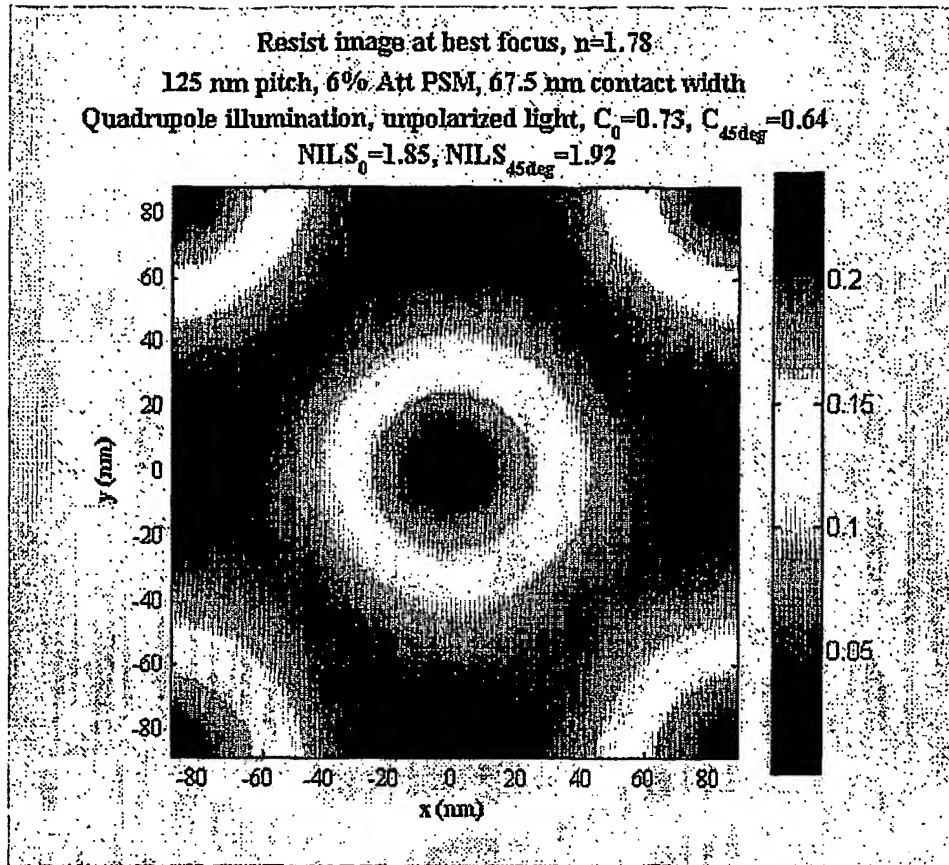 Resist image at best focus, n=1.78
125 nm pitch, 6% Att PSM, 67.5 nm contact width
Quadrupole illumination, unpolarized light, C0=0.73, C45deg=0.64
NILS0=1.85, NILS45deg=1.92
80
60
40
20
0
-20
-40
-60
-80
y (nm)
-80 -60 -40 -20 0 20 40 60 80
x (nm)
0.2
0.15
0.1
0.05